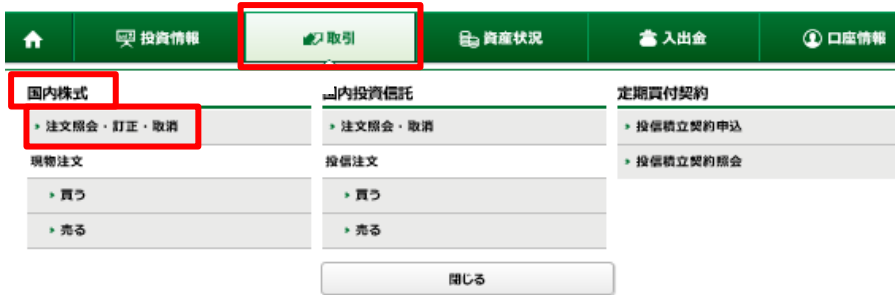 投資情報
取引
資産状況
入出金
口座情報
国内株式
注文照会・訂正・取消
現物注文
買う
売る
国内投資信託
注文照会・取消
投信注文
買う
売る
定期買付契約
投信積立契約申込
投信積立契約照会
閉じる